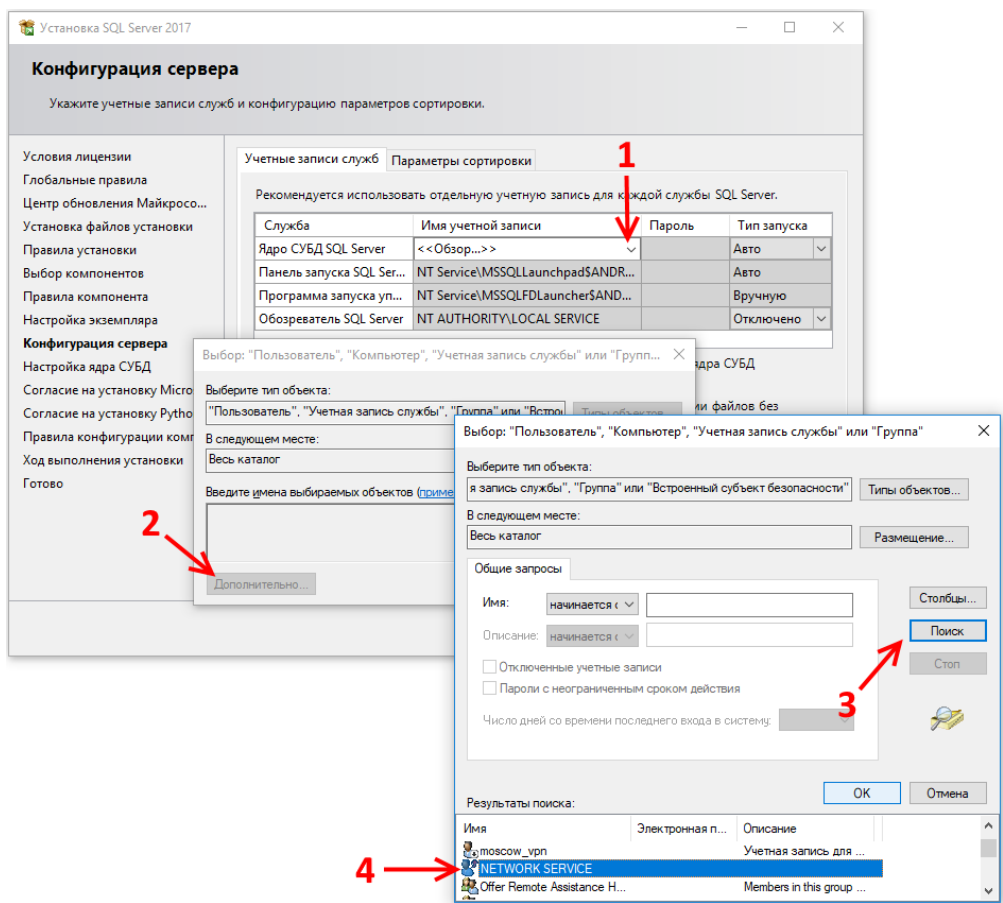 Установка SQL Server 2017
Конфигурация сервера
Укажите учетные записи служб и конфигурацию параметров сортировки.
Условия лицензии
Глобальные правила
Центр обновления Майкросо...
Установка файлов установки
Правила установки
Выбор компонентов
Правила компонента
Настройка экземпляра
Конфигурация сервера
Настройка ядра СУБД
Согласие на установку Micro
Согласие на установку Pytho
Правила конфигурации комп
Ход выполнения установки
Готово
Учетные записи служб Параметры сортировки
1
Рекомендуется использовать отдельную учетную запись для каждой службы SQL Server.
Служба Имя учетной записи Пароль Тип запуска
Ядро СУБД SQL Server <<Обзор...>> Авто
Панель запуска SQL Ser... NT Service\MSSQLLaunchpad$ANDR... Авто
Программа запуска уп... NT Service\MSSQLFDLauncher$AND... Вручную
Обозреватель SQL Server NT AUTHORITY\LOCAL SERVICE Отключено
ядра СУБД
файлов без
Выбор: "Пользователь", "Компьютер", "Учетная запись службы" или "Групп...
Выберите тип объекта:
"Пользователь", "Учетная запись службы", "Группа" или "Встрое Типы объектов...
В следующем месте:
Весь каталог
Введите имена выбираемых объектов (приме
2
Дополнительно...
Выбор: "Пользователь", "Компьютер", "Учетная запись службы" или "Группа"
Выберите тип объекта:
я запись службы", "Группа" или "Встроенный субъект безопасности" Типы объектов...
В следующем месте:
Весь каталог Размещение...
Общие запросы
Имя: начинается с
Описание: начинается с
Отключенные учетные записи
Пароли с неограниченным сроком действия
Число дней со времени последнего входа в систему:
Столбцы...
Поиск
Стоп
3
OK Отмена
Результаты поиска:
Имя Электронная п... Описание
moscow_vpn Учетная запись для ...
4
NETWORK SERVICE
Offer Remote Assistance H... Members in this group ...